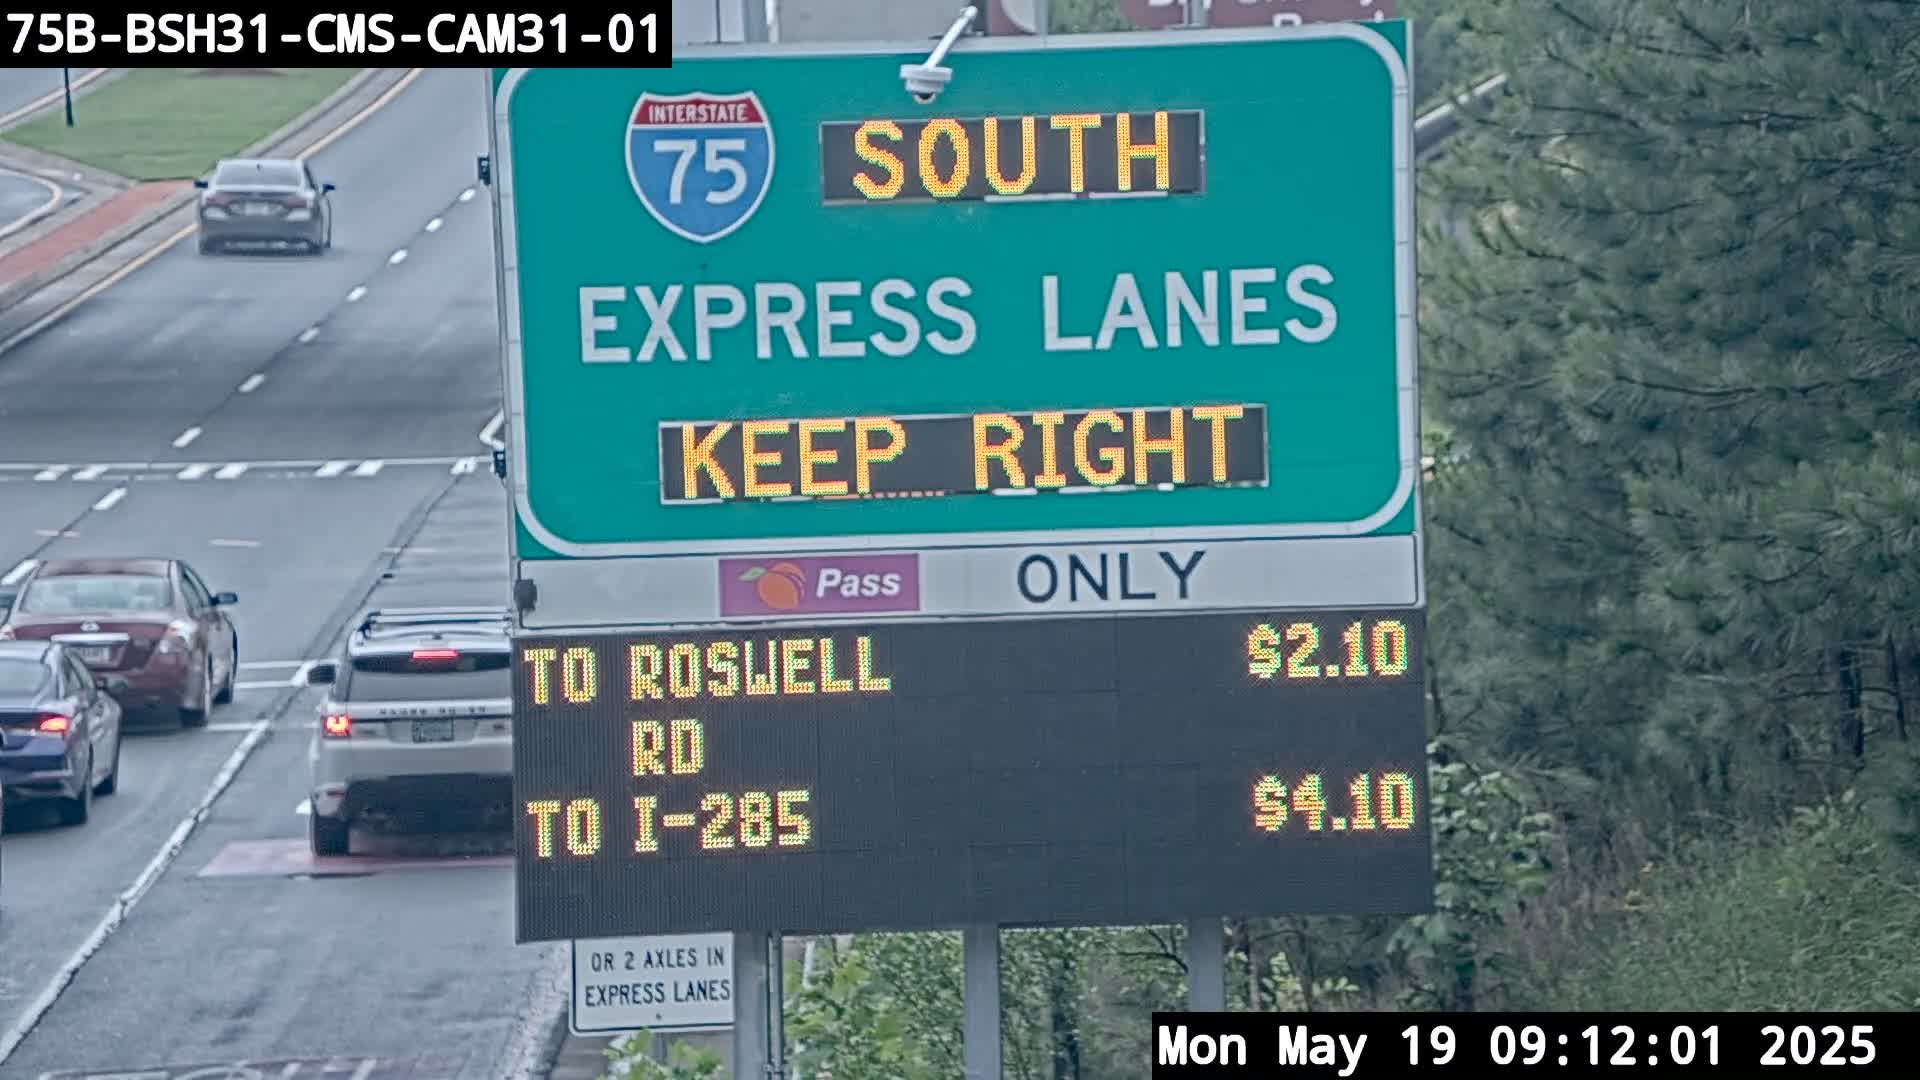 75B-BSH31-CMS-CAM31-01
INTERSTATE
75
SOUTH
EXPRESS LANES
KEEP RIGHT
Pass ONLY
TO ROSWELL $2.10
RD
TO I-285 $4.10
OR 2 AXLES IN
EXPRESS LANES
Mon May 19 09:12:01 2025